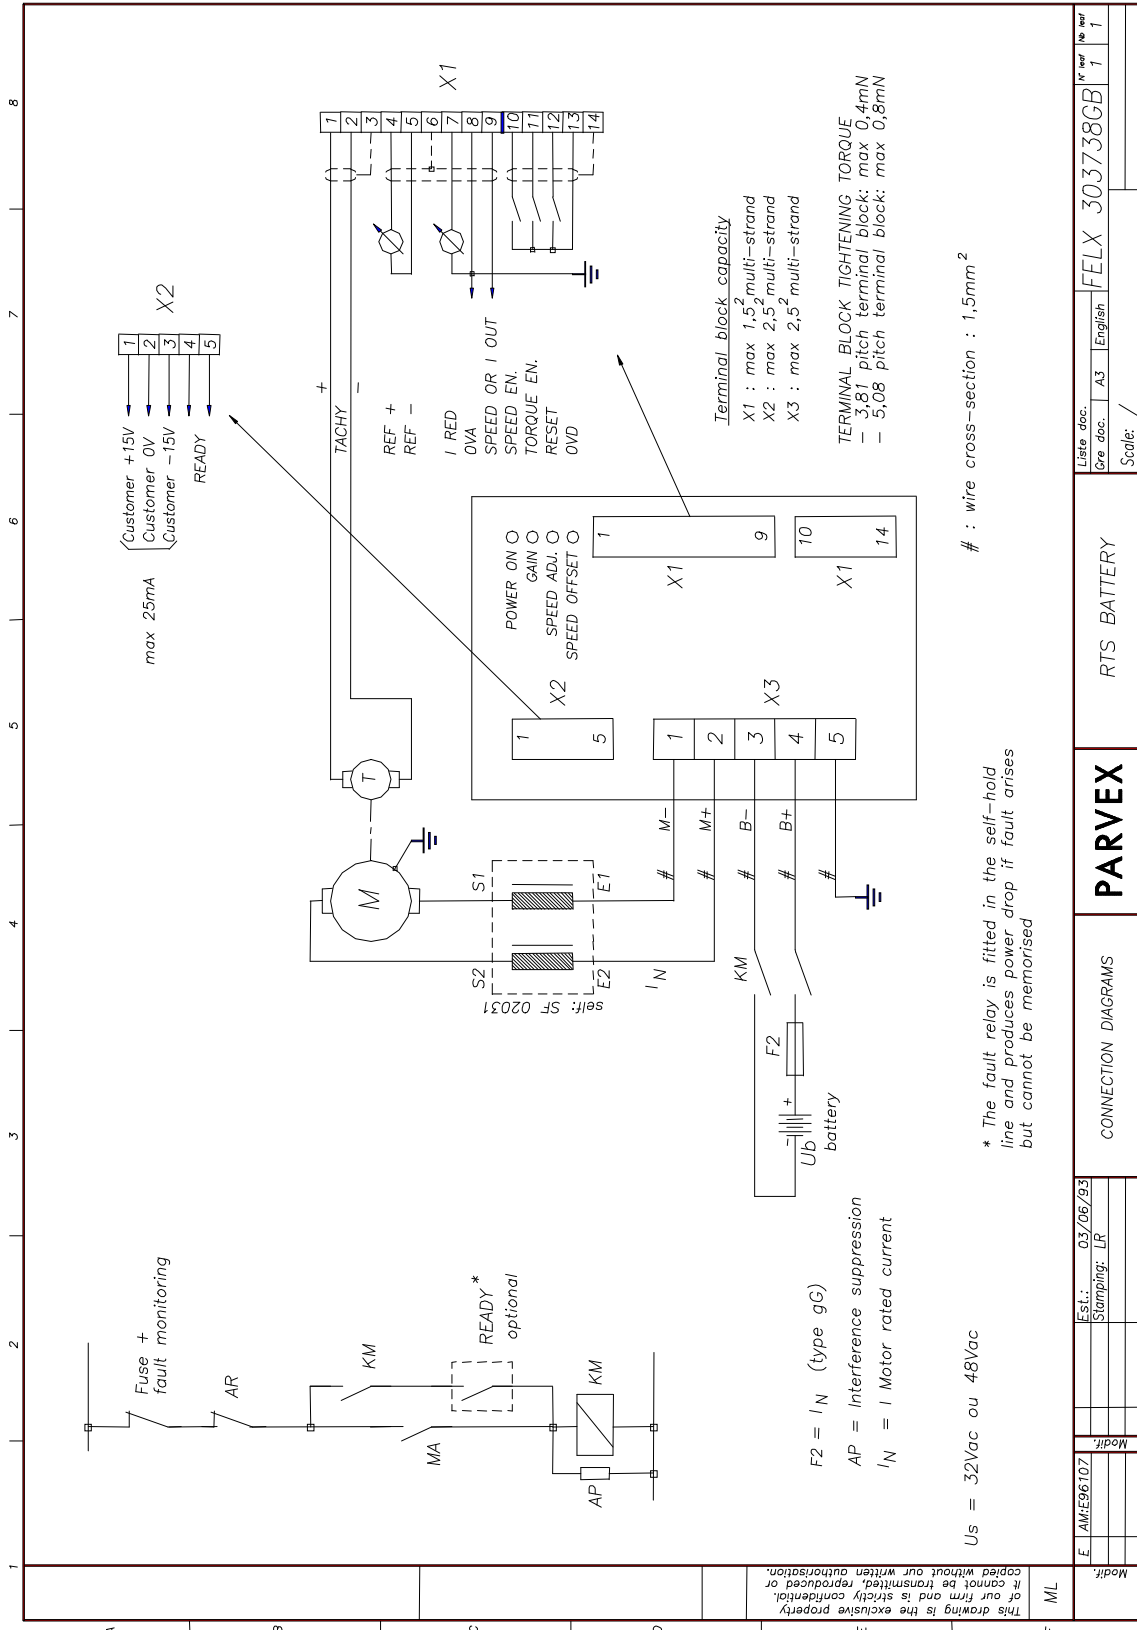 1
2
3
4
5
6
7
8
Fuse +
fault monitoring
AR
KM
MA
READY *
optional
KM
AP
F2 = I N (type gG)
AP = Interference suppression
I N = I Motor rated current
Us = 32Vac ou 48Vac
max 25mA
Customer +15V
Customer 0V
Customer -15V
READY
X2
1
2
3
4
5
TACHY
+
-
REF +
REF -
I RED
OVA
SPEED OR I OUT
SPEED EN.
TORQUE EN.
RESET
OVD
X1
1
2
3
4
5
6
7
8
9
10
11
12
13
14
M
T
S2
S1
E2
E1
self: SF 02031
I N
# M-
# M+
# B-
# B+
#
KM
F2
- +
Ub
battery
X2
1
5
POWER ON
GAIN
SPEED ADJ.
SPEED OFFSET
X3
1
2
3
4
5
X1
1
9
X1
10
14
Terminal block capacity
X1 : max 1,5² multi-strand
X2 : max 2,5² multi-strand
X3 : max 2,5² multi-strand
TERMINAL BLOCK TIGHTENING TORQUE
- 3,81 pitch terminal block: max 0,4mN
- 5,08 pitch terminal block: max 0,8mN
# : wire cross-section : 1,5mm²
* The fault relay is fitted in the self-hold
line and produces power drop if fault arises
but cannot be memorised
This drawing is the exclusive property
of our firm and is strictly confidential.
It cannot be transmitted, reproduced or
copied without our written authorisation.
ML
Modif.
E AM:E96107
Modif.
Est.: 03/06/93
Stamping: LR
CONNECTION DIAGRAMS
PARVEX
RTS BATTERY
Liste doc.
Gre doc. A3 English
Scale: /
FELX 303738GB
N° leaf 1
Nb leaf 1